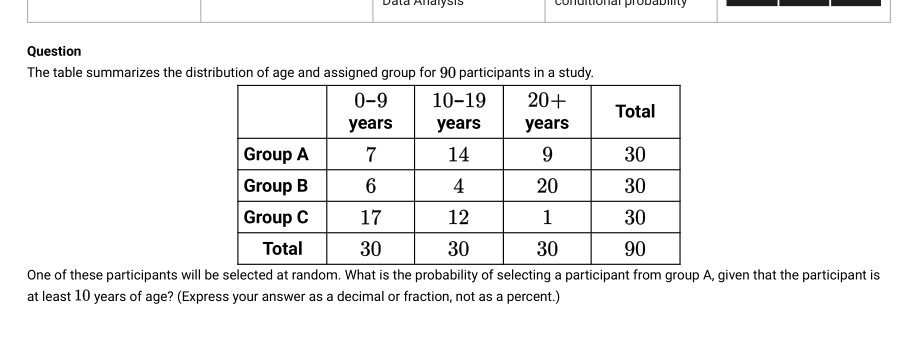 Data Analysis conditional probability
Question
The table summarizes the distribution of age and assigned group for 90 participants in a study.
0–9 years 10–19 years 20+ years Total
Group A 7 14 9 30
Group B 6 4 20 30
Group C 17 12 1 30
Total 30 30 30 90
One of these participants will be selected at random. What is the probability of selecting a participant from group A, given that the participant is
at least 10 years of age? (Express your answer as a decimal or fraction, not as a percent.)